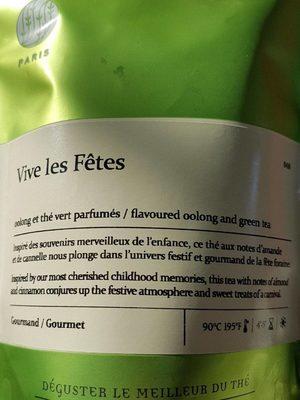 PARIS
Vive les Fêtes
oolong et thé vert parfumés / flavoured oolong and green tea
Inspiré des souvenirs merveilleux de l'enfance, ce thé aux notes d'amande
et de cannelle nous plonge dans l'univers festif et gourmand de la fête foraine.
Inspired by our most cherished childhood memories, this tea with notes of almond
and cinnamon conjures up the festive atmosphere and sweet treats of a carnival.
Gourmand / Gourmet
90°C 195°F
DÉGUSTER LE MEILLEUR DU THÉ